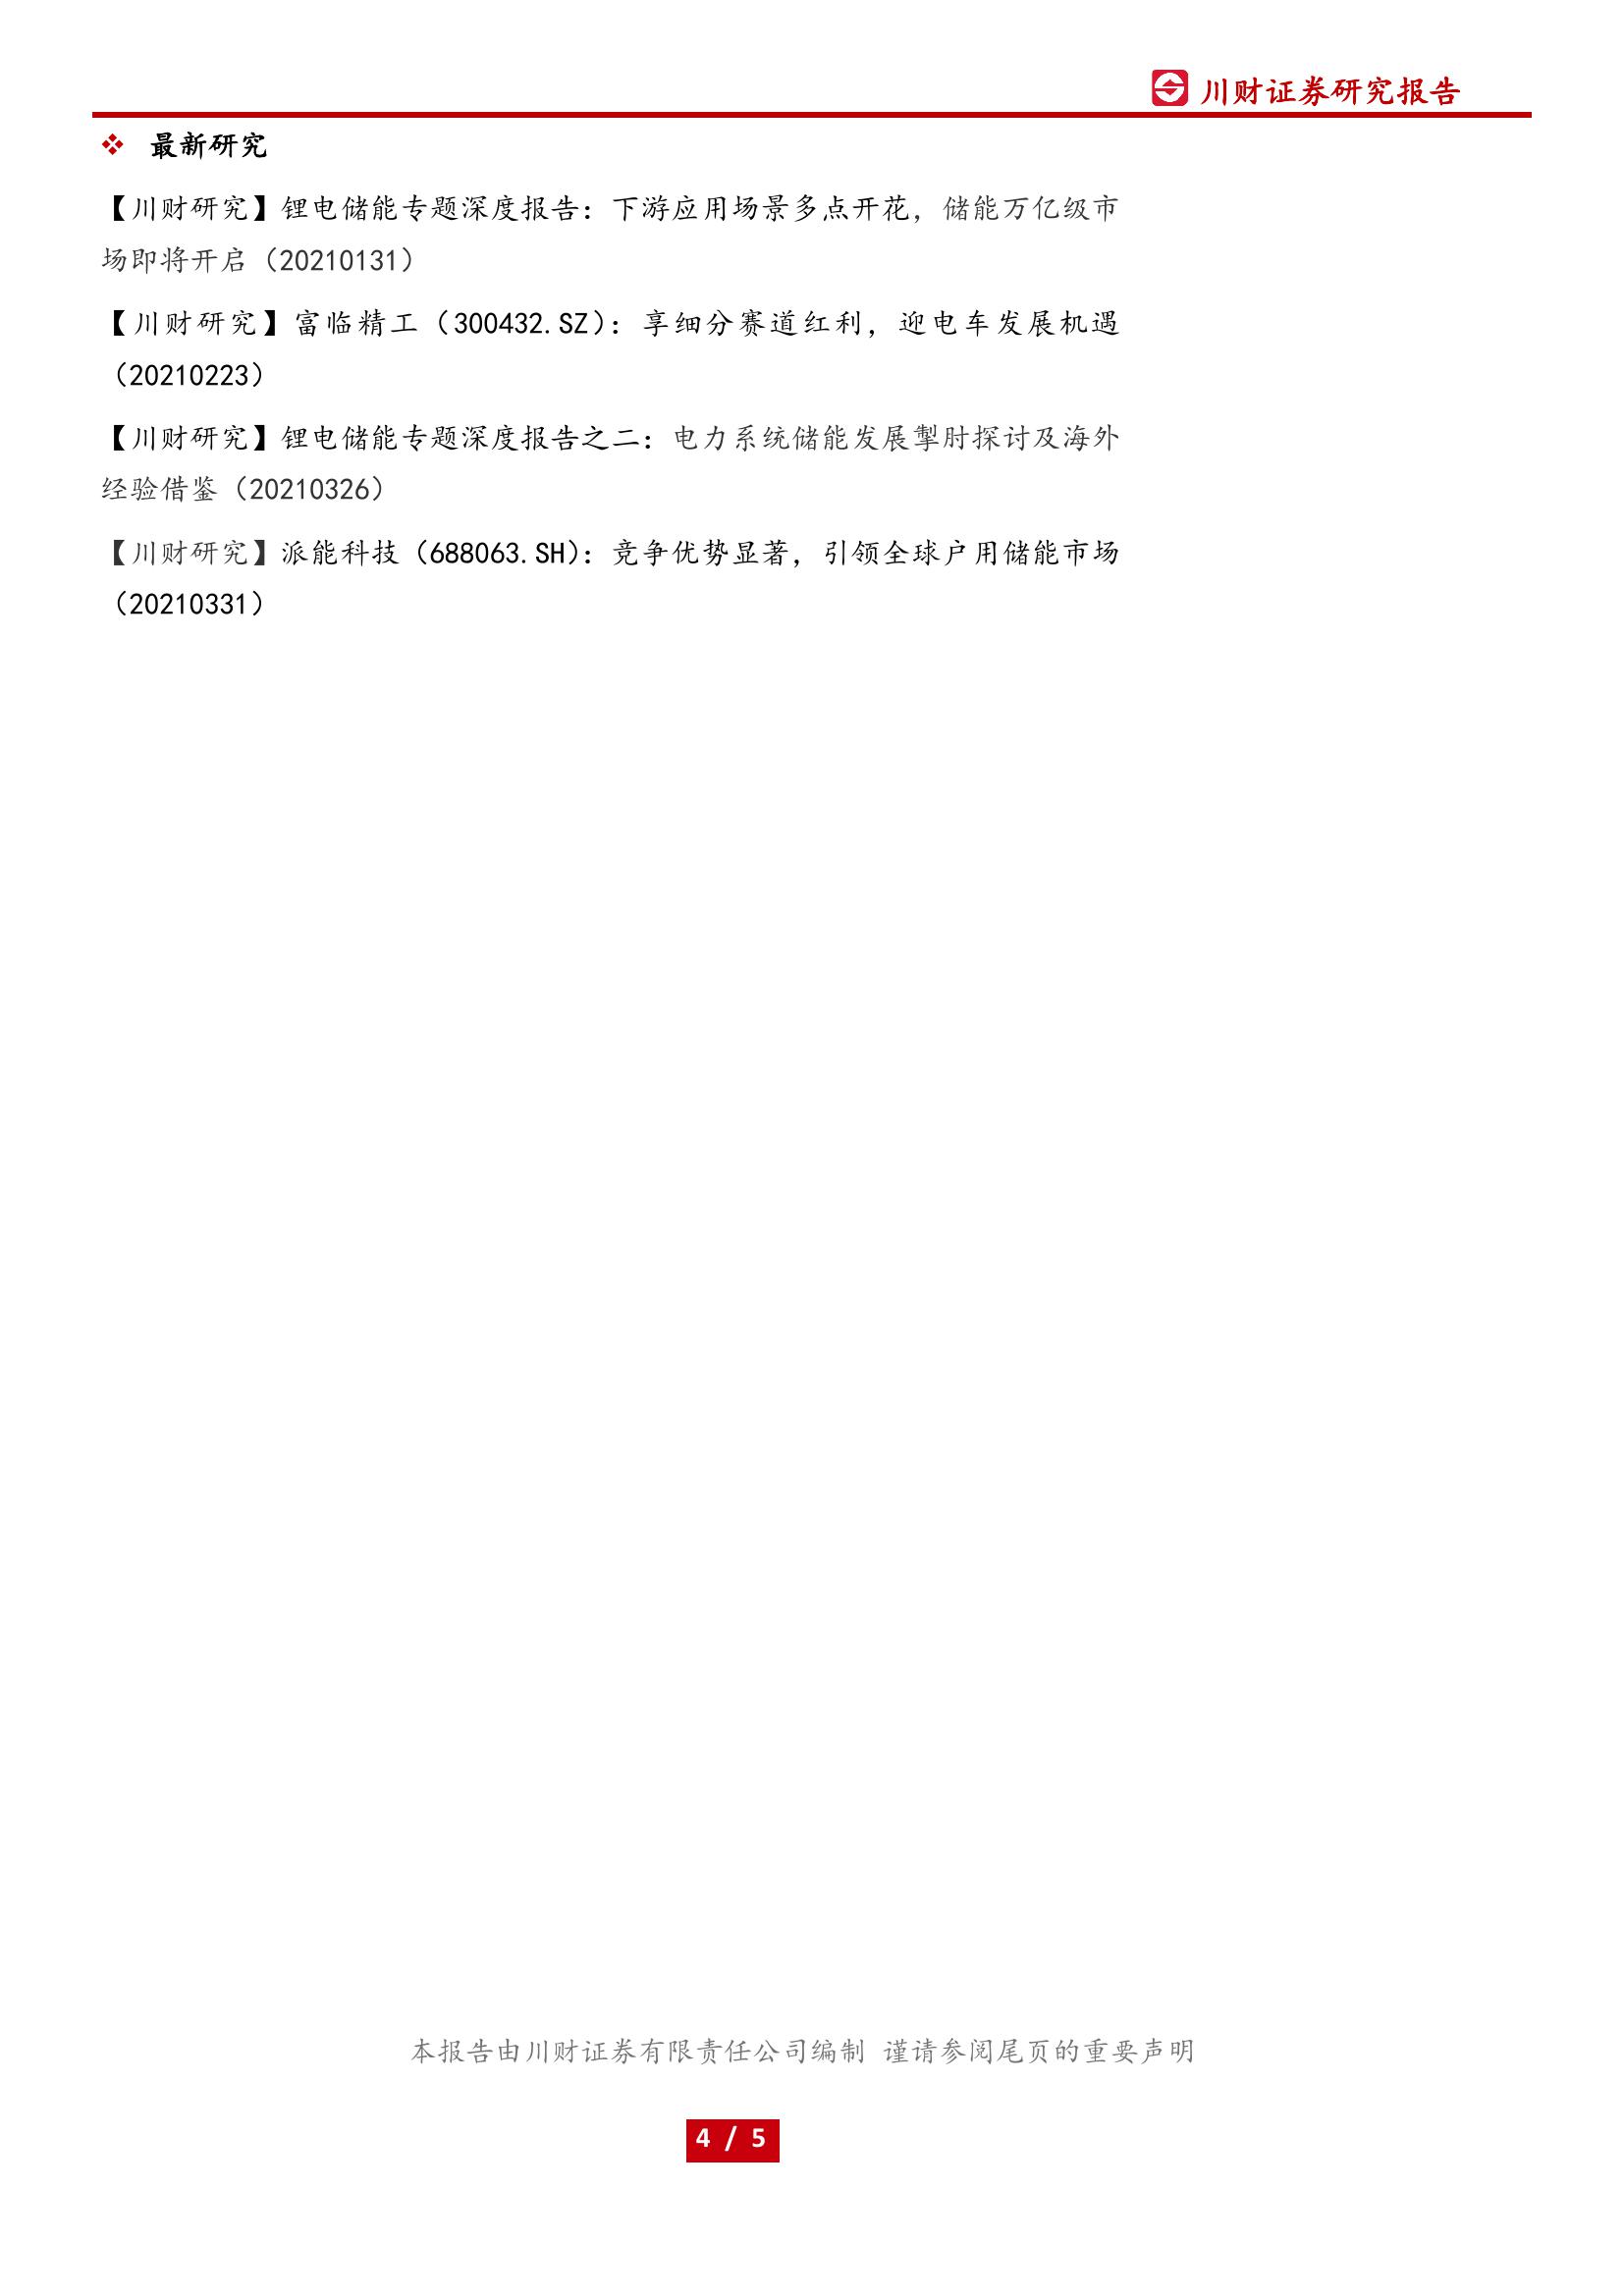 川财证券研究报告
❖ 最新研究
【川财研究】锂电储能专题深度报告：下游应用场景多点开花，储能万亿级市
场即将开启（20210131）
【川财研究】富临精工（300432.SZ）：享细分赛道红利，迎电车发展机遇
（20210223）
【川财研究】锂电储能专题深度报告之二：电力系统储能发展掣肘探讨及海外
经验借鉴（20210326）
【川财研究】派能科技（688063.SH）：竞争优势显著，引领全球户用储能市场
（20210331）
本报告由川财证券有限责任公司编制 谨请参阅尾页的重要声明
4 / 5